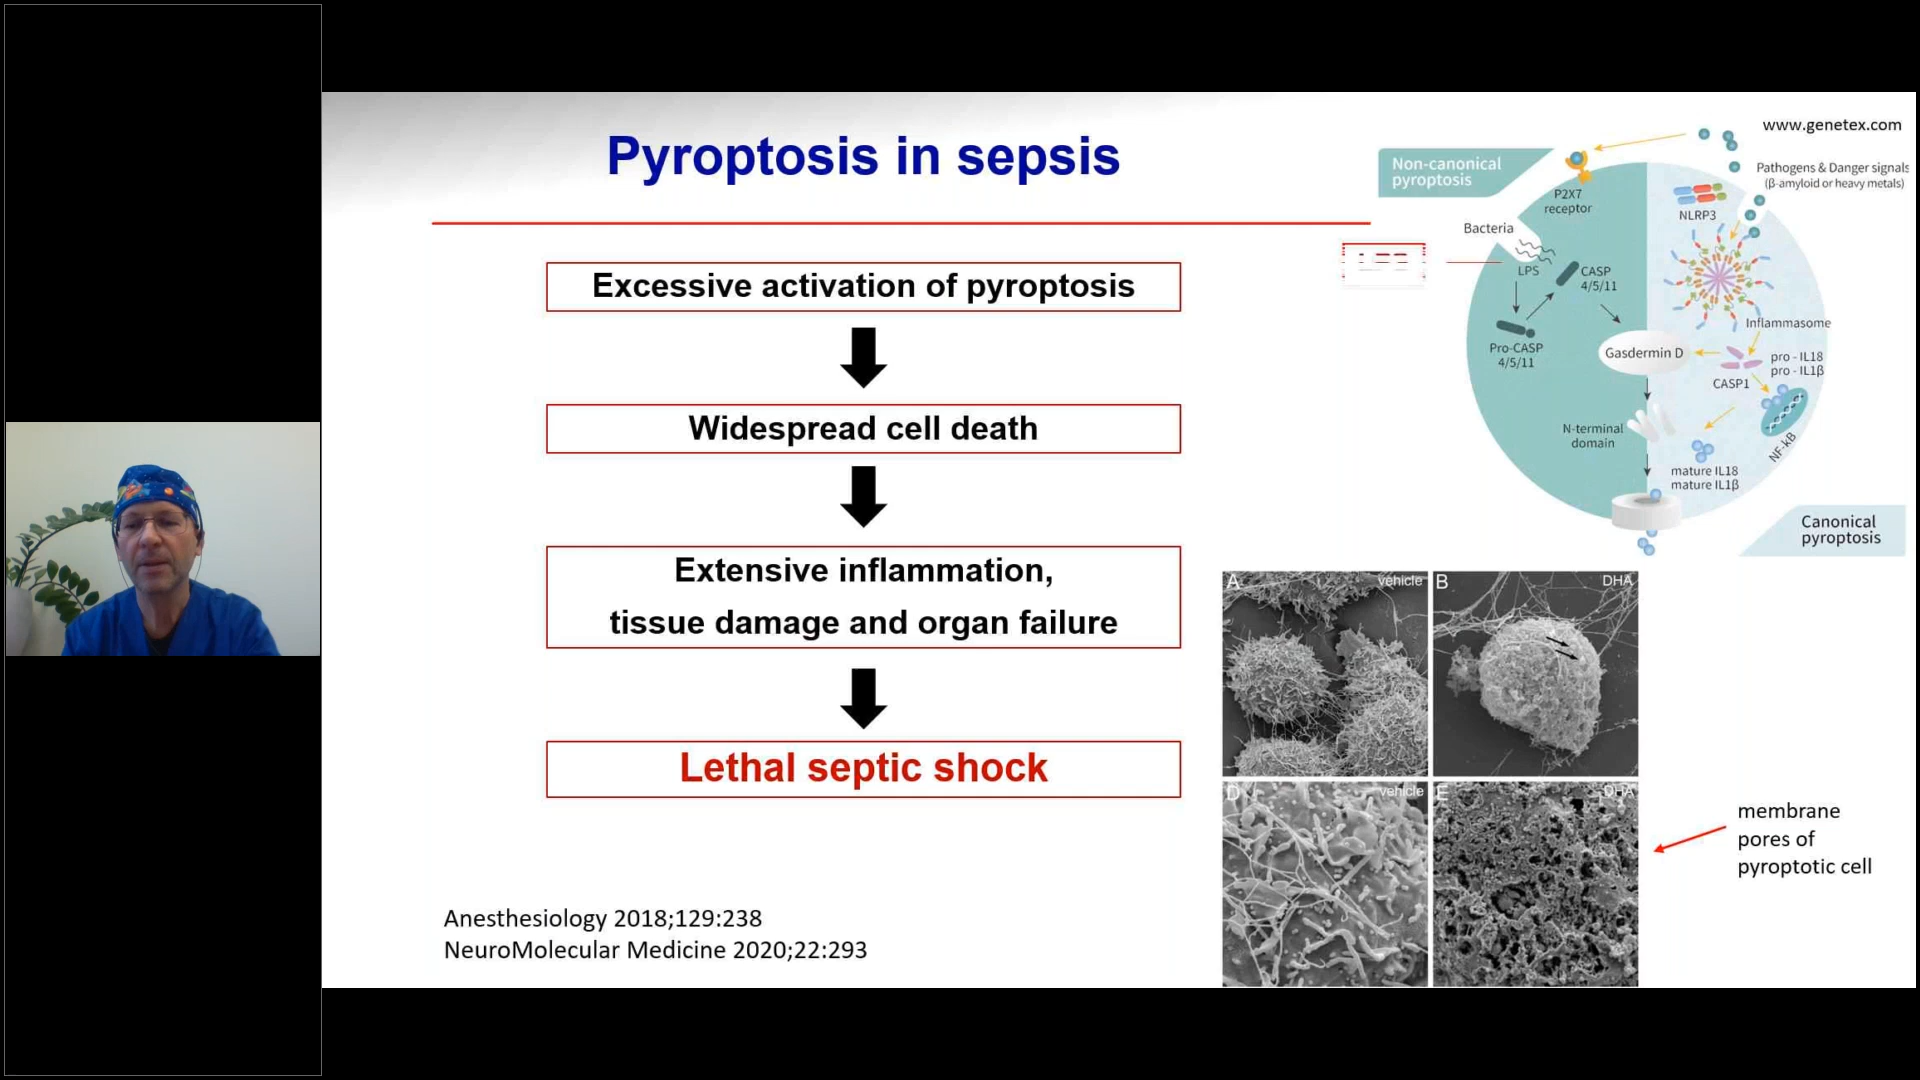 Pyroptosis in sepsis
Excessive activation of pyroptosis
Widespread cell death
Extensive inflammation,
tissue damage and organ failure
Lethal septic shock
Anesthesiology 2018;129:238
NeuroMolecular Medicine 2020;22:293
www.genetex.com
Non-canonical
pyroptosis
P2X7
receptor
Pathogens & Danger signals
(β-amyloid or heavy metals)
NLRP3
Bacteria
LPS
CASP
4/5/11
Pro-CASP
4/5/11
Inflammasome
Gasdermin D
pro - IL18
pro - IL1β
CASP1
NF-kB
N-terminal
domain
mature IL18
mature IL1β
Canonical
pyroptosis
A vehicle
B DHA
D vehicle
E DHA
membrane
pores of
pyroptotic cell